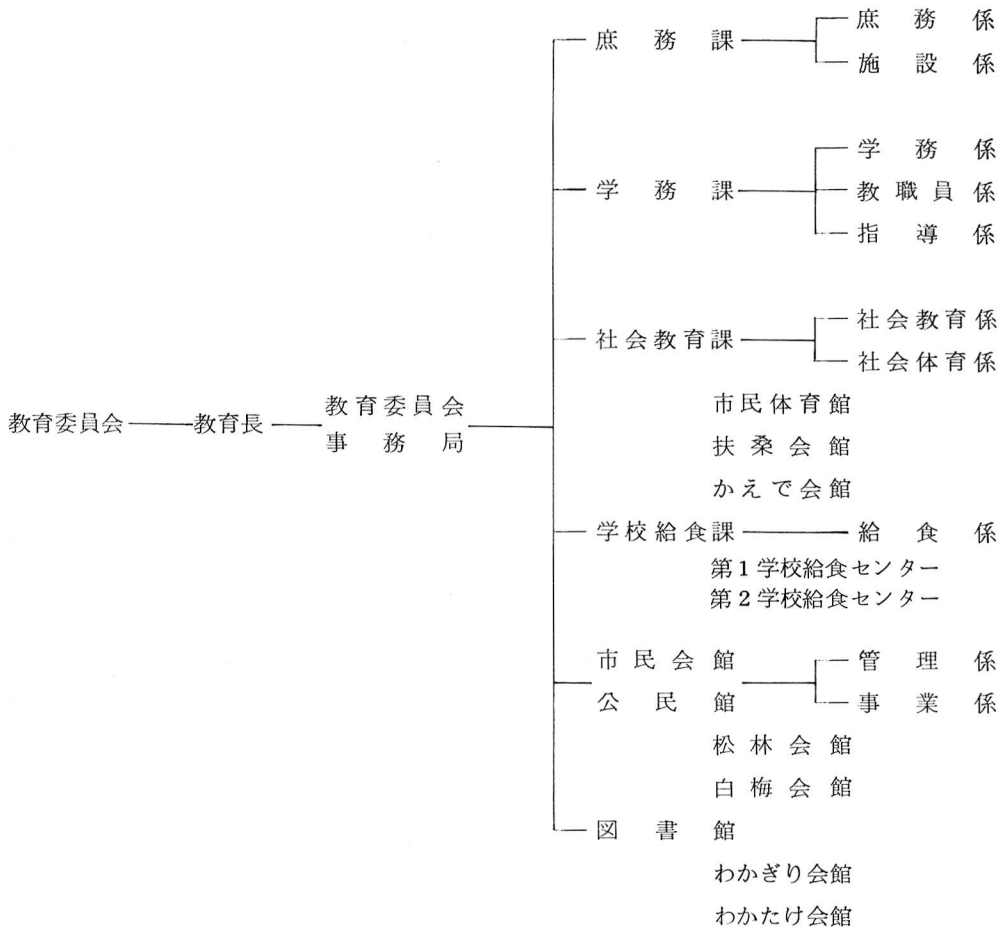 庶務課
庶務係
施設係
学務課
学務係
教職員係
指導係
社会教育課
社会教育係
社会体育係
市民体育館
扶桑会館
かえで会館
教育委員会
教育長
教育委員会
事務局
学校給食課
給食係
第1学校給食センター
第2学校給食センター
市民会館
公民館
管理係
事業係
松林会館
白梅会館
図書館
わかぎり会館
わかたけ会館